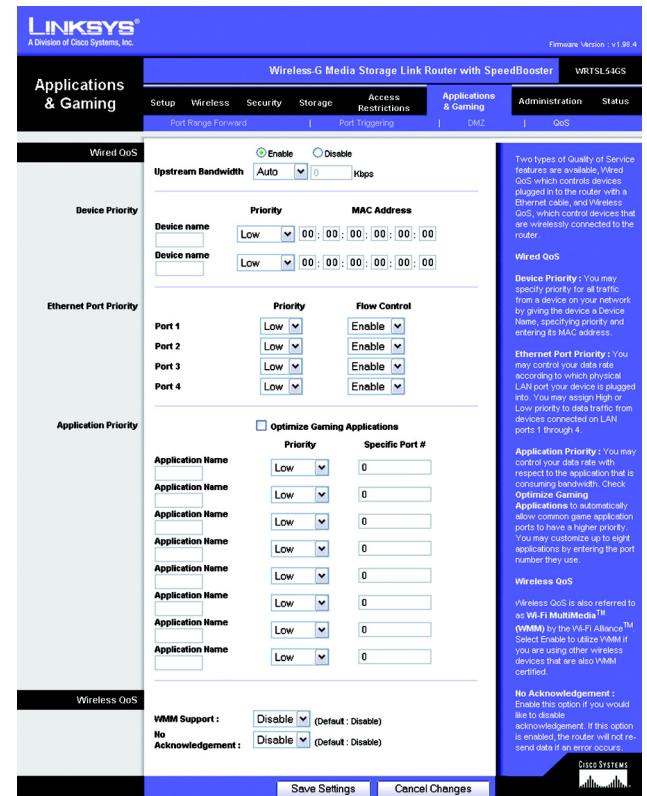 LINKSYS®
A Division of Cisco Systems, Inc.
Firmware Version : v1.98.4
Applications
& Gaming
Wireless-G Media Storage Link Router with SpeedBooster WRTSL54GS
Setup Wireless Security Storage Access Restrictions Applications & Gaming Administration Status
Port Range Forward | Port Triggering | DMZ | QoS
Wired QoS
Enable Disable
Upstream Bandwidth Auto 0 Kbps
Device Priority
Priority MAC Address
Device name
Low 00 : 00 : 00 : 00 : 00 : 00
Device name
Low 00 : 00 : 00 : 00 : 00 : 00
Ethernet Port Priority
Priority Flow Control
Port 1 Low Enable
Port 2 Low Enable
Port 3 Low Enable
Port 4 Low Enable
Application Priority
Optimize Gaming Applications
Priority Specific Port #
Application Name
Low 0
Application Name
Low 0
Application Name
Low 0
Application Name
Low 0
Application Name
Low 0
Application Name
Low 0
Application Name
Low 0
Application Name
Low 0
Wireless QoS
WMM Support : Disable (Default : Disable)
No
Acknowledgement : Disable (Default : Disable)
Save Settings Cancel Changes
Two types of Quality of Service
features are available, Wired
QoS which controls devices
plugged in to the router with a
Ethernet cable, and Wireless
QoS, which control devices that
are wirelessly connected to the
router.
Wired QoS
Device Priority : You may
specify priority for all traffic
from a device on your network
by giving the device a Device
Name, specifying priority and
entering its MAC address.
Ethernet Port Priority : You
may control your data rate
according to which physical
LAN port your device is plugged
into. You may assign High or
Low priority to data traffic from
devices connected on LAN
ports 1 through 4.
Application Priority : You may
control your data rate with
respect to the application that is
consuming bandwidth. Check
Optimize Gaming
Applications to automatically
allow common game application
ports to have a higher priority.
You may customize up to eight
applications by entering the port
number they use.
Wireless QoS
Wireless QoS is also referred to
as Wi-Fi MultiMedia™
(WMM) by the Wi-Fi Alliance™.
Select Enable to utilize WMM if
you are using other wireless
devices that are also WMM
certified.
No Acknowledgement :
Enable this option if you would
like to disable
acknowledgement. If this option
is enabled, the router will not re-
send data if an error occurs.
CISCO SYSTEMS